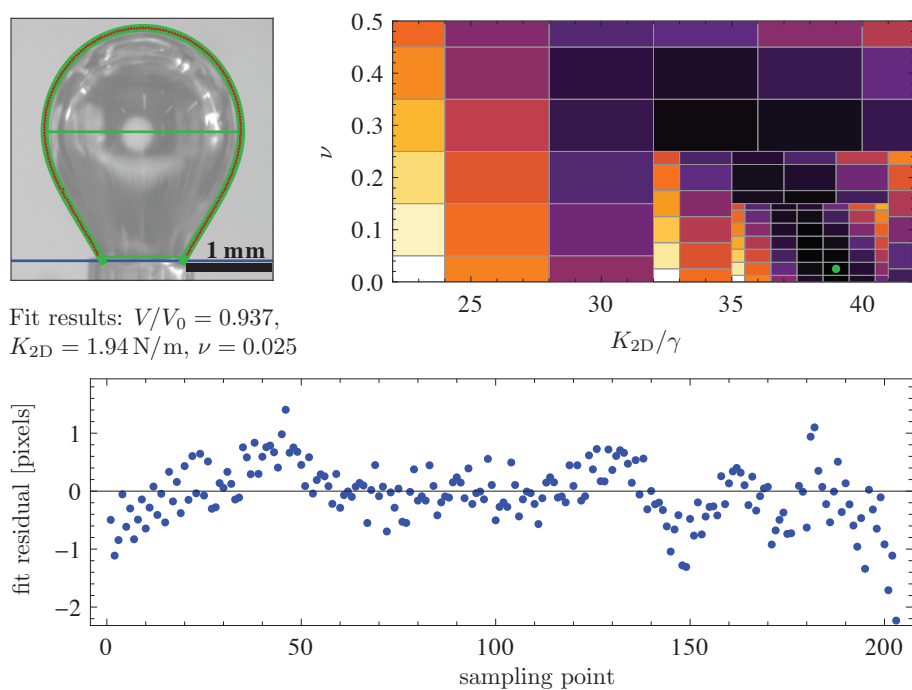 1 mm
Fit results: V/V₀ = 0.937,
K₂D = 1.94 N/m, ν = 0.025
0.5
0.4
0.3
0.2
0.1
0.0
ν
25 30 35 40
K₂D/γ
fit residual [pixels]
1
0
−1
−2
0 50 100 150 200
sampling point